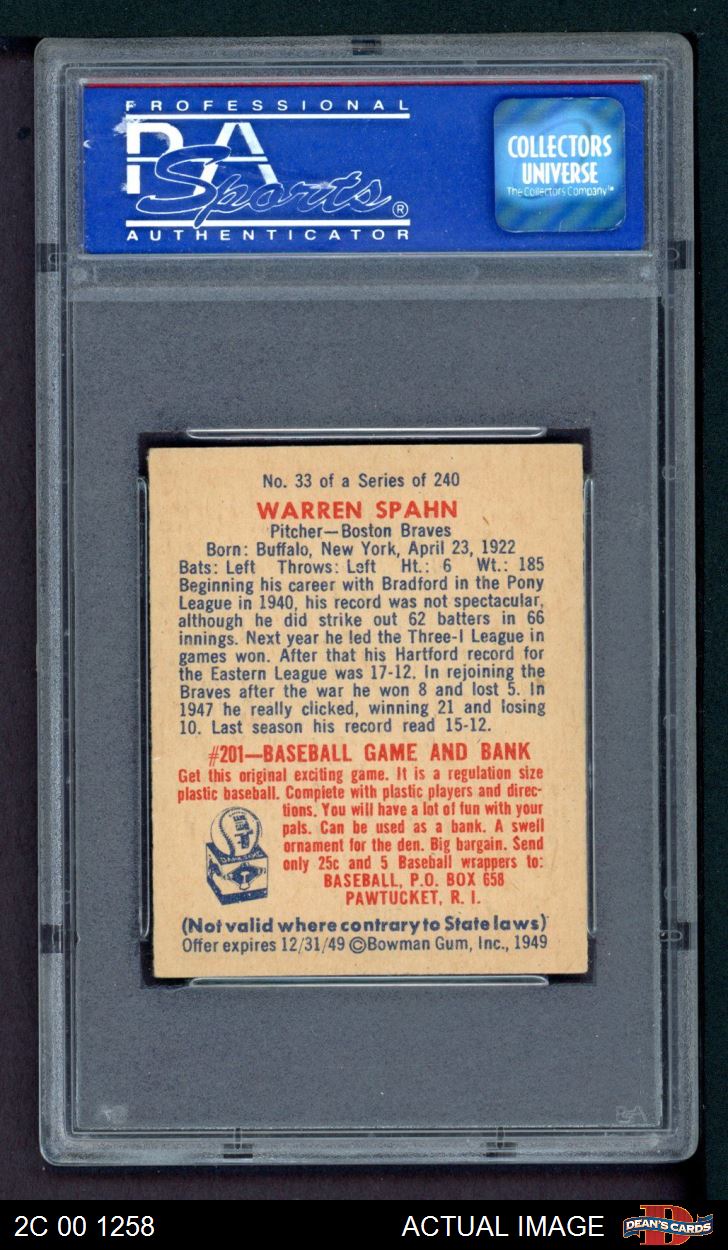 PROFESSIONAL
PSA
Sports®
AUTHENTICATOR
COLLECTORS
UNIVERSE
The Collectors Company™
No. 33 of a Series of 240
WARREN SPAHN
Pitcher—Boston Braves
Born: Buffalo, New York, April 23, 1922
Bats: Left Throws: Left Ht.: 6 Wt.: 185
Beginning his career with Bradford in the Pony
League in 1940, his record was not spectacular,
although he did strike out 62 batters in 66
innings. Next year he led the Three-I League in
games won. After that his Hartford record for
the Eastern League was 17-12. In rejoining the
Braves after the war he won 8 and lost 5. In
1947 he really clicked, winning 21 and losing
10. Last season his record read 15-12.
#201—BASEBALL GAME AND BANK
Get this original exciting game. It is a regulation size
plastic baseball. Complete with plastic players and direc-
tions. You will have a lot of fun with your
pals. Can be used as a bank. A swell
ornament for the den. Big bargain. Send
only 25c and 5 Baseball wrappers to:
BASEBALL, P.O. BOX 658
PAWTUCKET, R. I.
(Not valid where contrary to State laws)
Offer expires 12/31/49 ©Bowman Gum, Inc., 1949
PSA
2C 00 1258
ACTUAL IMAGE
DEAN'S CARDS